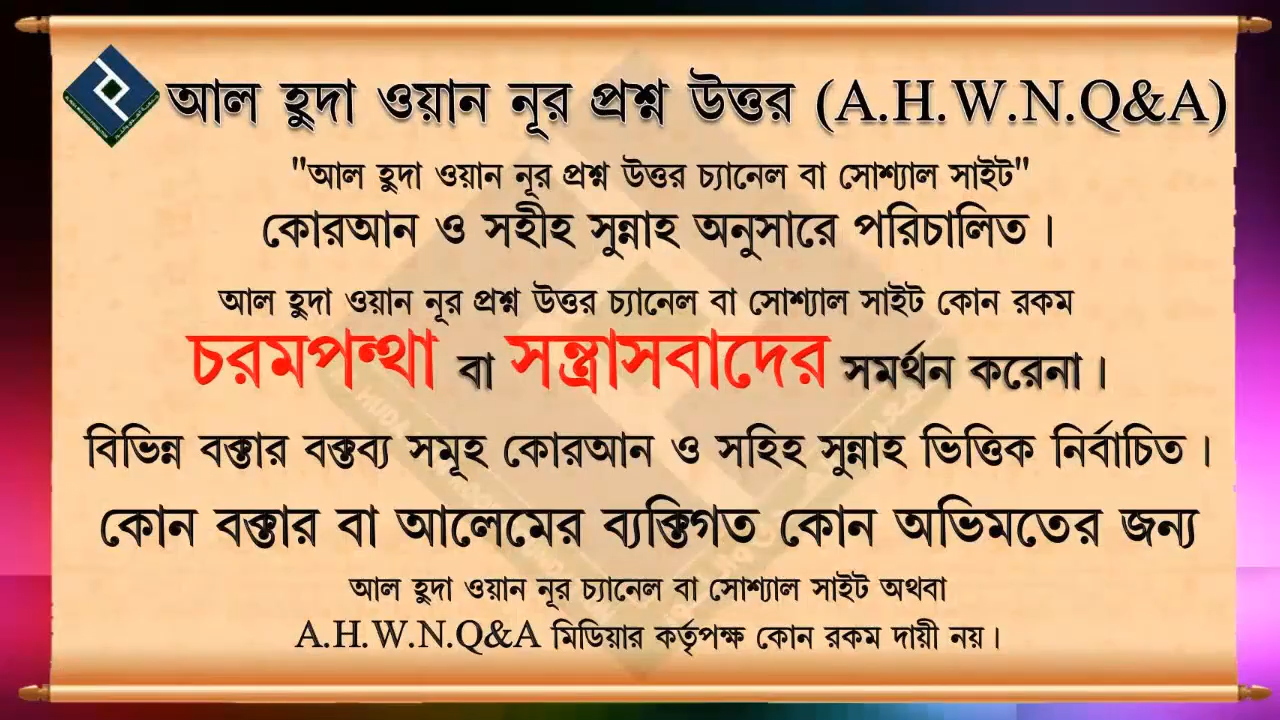 আল হুদা ওয়ান নূর প্রশ্ন উত্তর (A.H.W.N.Q&A)
"আল হুদা ওয়ান নূর প্রশ্ন উত্তর চ্যানেল বা সোশ্যাল সাইট"
কোরআন ও সহীহ সুন্নাহ অনুসারে পরিচালিত।
আল হুদা ওয়ান নূর প্রশ্ন উত্তর চ্যানেল বা সোশ্যাল সাইট কোন রকম
চরমপন্থা বা সন্ত্রাসবাদের সমর্থন করেনা।
বিভিন্ন বক্তার বক্তব্য সমূহ কোরআন ও সহিহ সুন্নাহ ভিত্তিক নির্বাচিত।
কোন বক্তার বা আলেমের ব্যক্তিগত কোন অভিমতের জন্য
আল হুদা ওয়ান নূর চ্যানেল বা সোশ্যাল সাইট অথবা
A.H.W.N.Q&A মিডিয়ার কর্তৃপক্ষ কোন রকম দায়ী নয়।